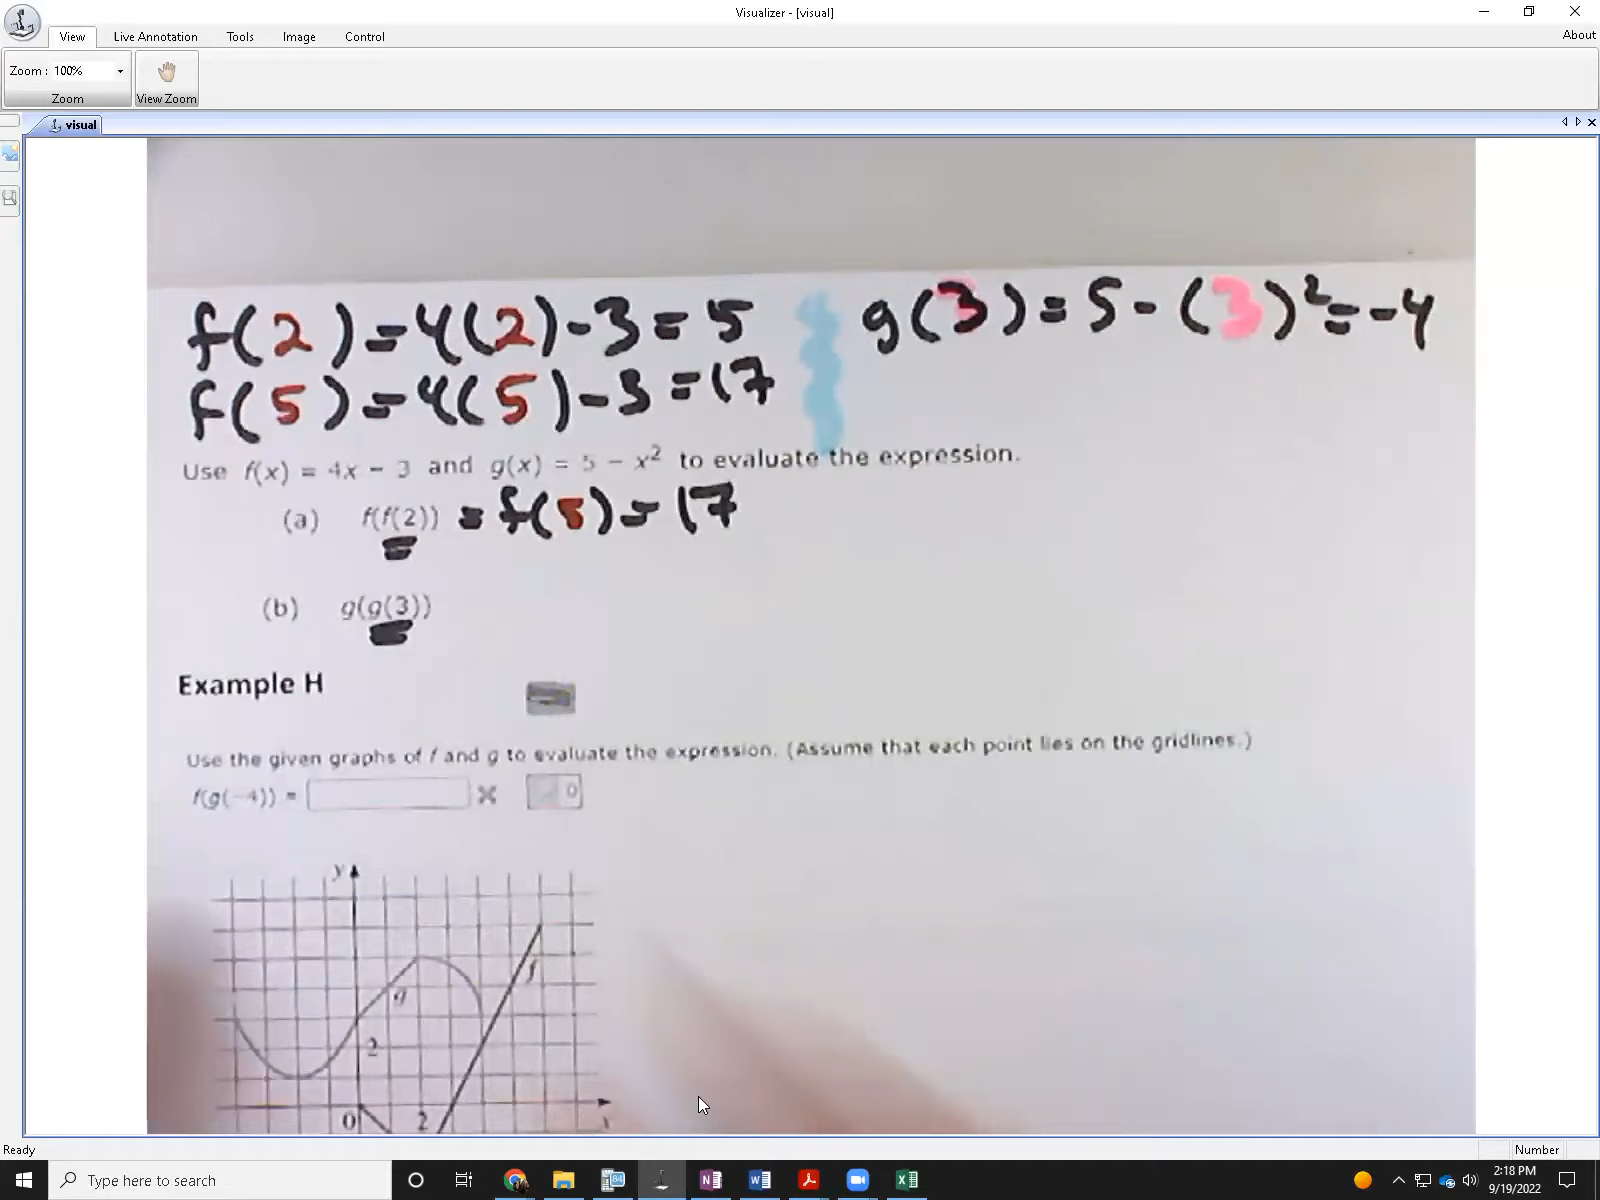 Visualizer - [visual]
View Live Annotation Tools Image Control About
Zoom : 100%
Zoom View Zoom
visual
f(2) = 4(2) - 3 = 5 g(3) = 5 - (3)² = -4
f(5) = 4(5) - 3 = 17
Use f(x) = 4x - 3 and g(x) = 5 - x² to evaluate the expression.
(a) f(f(2)) = f(5) = 17
(b) g(g(3))
Example H
Use the given graphs of f and g to evaluate the expression. (Assume that each point lies on the gridlines.)
f(g(-4)) =
0
y
g
f
2
0 2 x
Ready Number
Type here to search
2:18 PM
9/19/2022